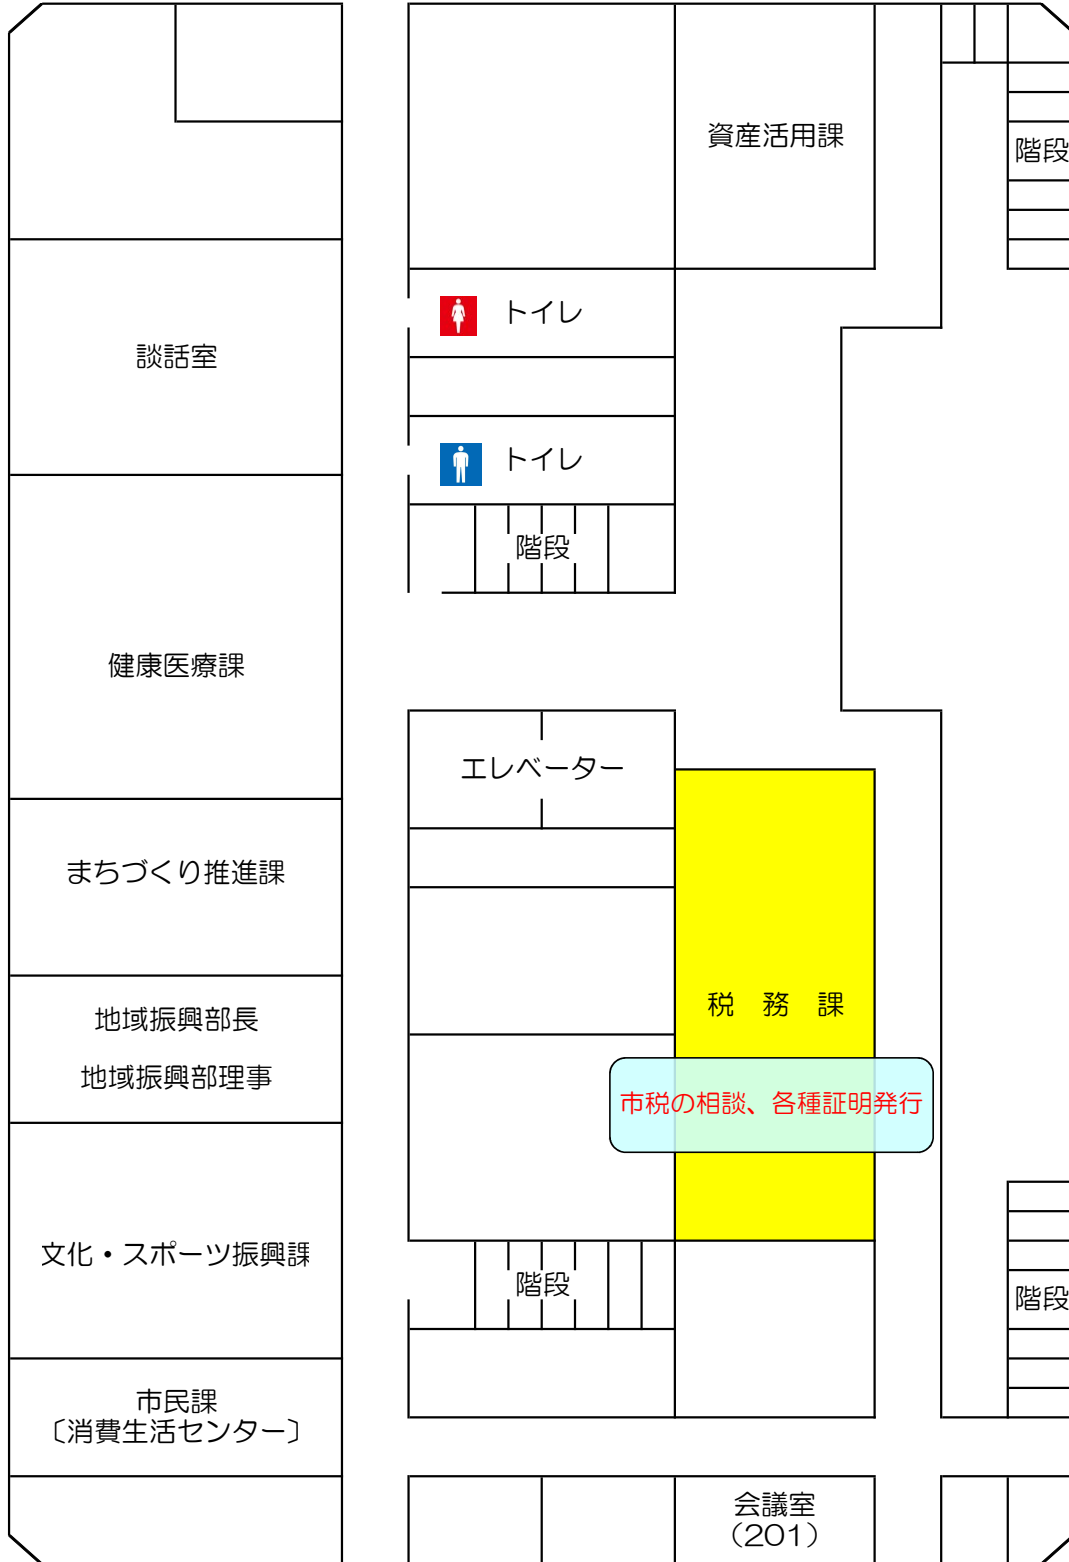 資産活用課
階段
トイレ
談話室
トイレ
階段
健康医療課
エレベーター
まちづくり推進課
税　務　課
地域振興部長
地域振興部理事
市税の相談、各種証明発行
文化・スポーツ振興課
階段
階段
市民課
〔消費生活センター〕
会議室
（201）